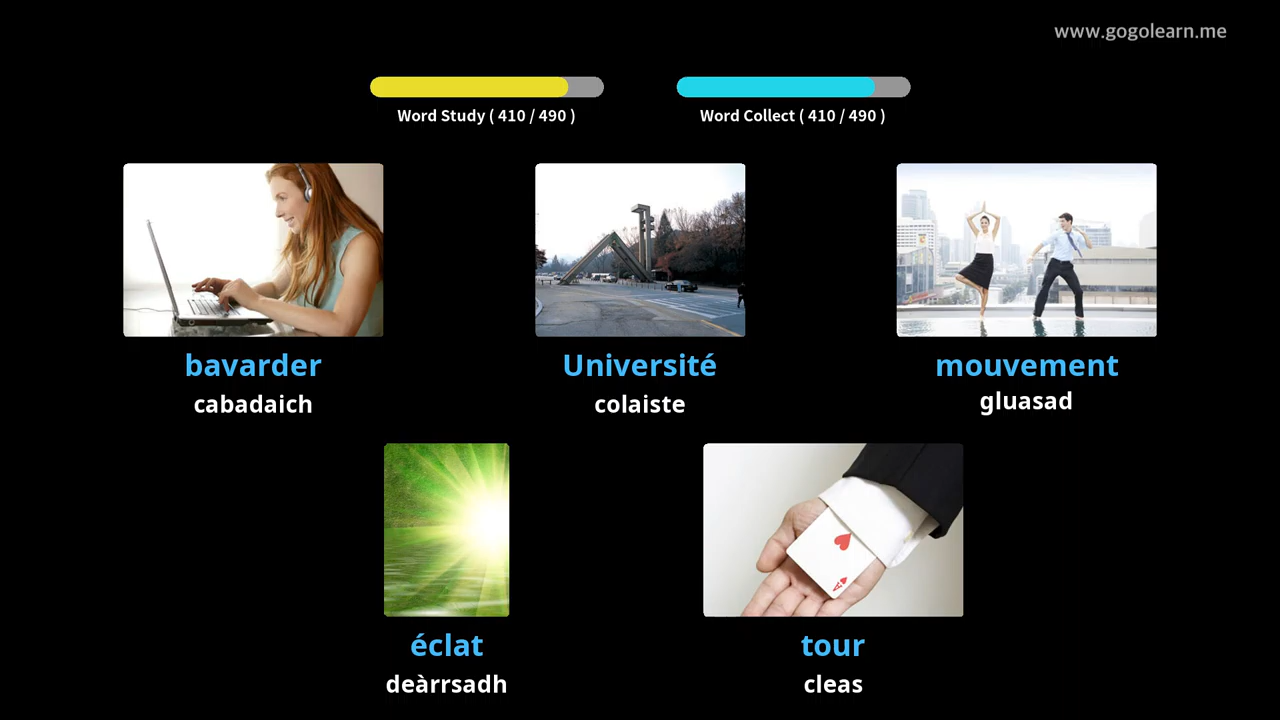 www.gogolearn.me
Word Study ( 410 / 490 )
Word Collect ( 410 / 490 )
bavarder
cabadaich
Université
colaiste
mouvement
gluasad
éclat
deàrrsadh
tour
cleas